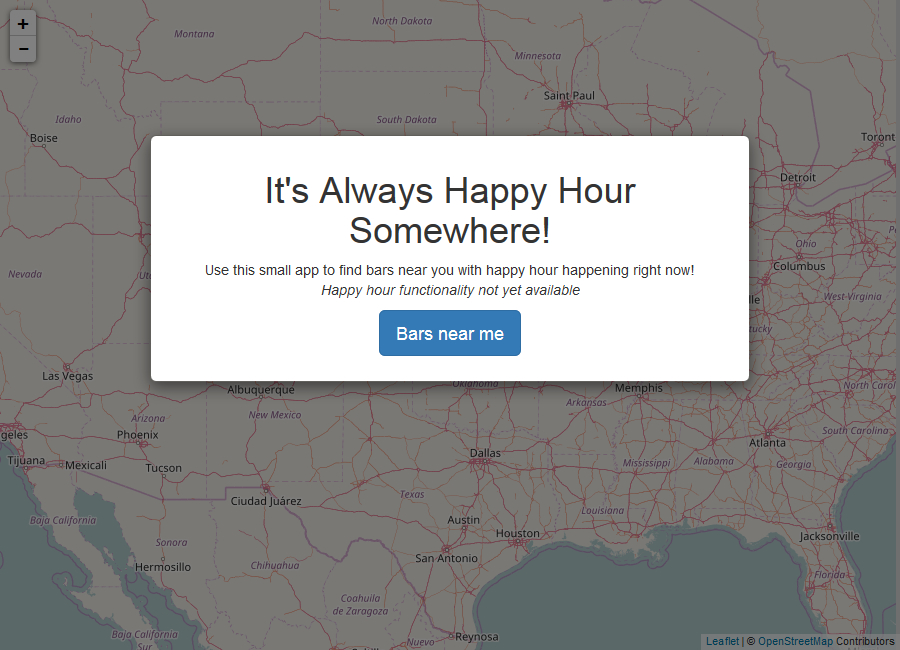 +
−
North Dakota
Montana
Minnesota
Saint Paul
Idaho
South Dakota
Boise
Toront
Detroit
It's Always Happy Hour
Somewhere!
Ohio
Nevada
Columbus
Use this small app to find bars near you with happy hour happening right now!
Happy hour functionality not yet available
West-Virginia
Bars near me
Las Vegas
Albuquerque
Oklahoma
Memphis
North Carol
Arkansas
Arizona
New Mexico
geles
Phoenix
South Carolina
Atlanta
Tijuana
Mexicali
Tucson
Dallas
Mississippi
Alabama
Georgia
Ciudad Juárez
Texas
Louisiana
Baja California
Austin
Houston
Jacksonville
Sonora
San Antonio
Hermosillo
Chihuahua
Florida
Coahuila
de Zaragoza
Baja California
Sur
Nuevo
Reynosa
Leaflet | © OpenStreetMap Contributors